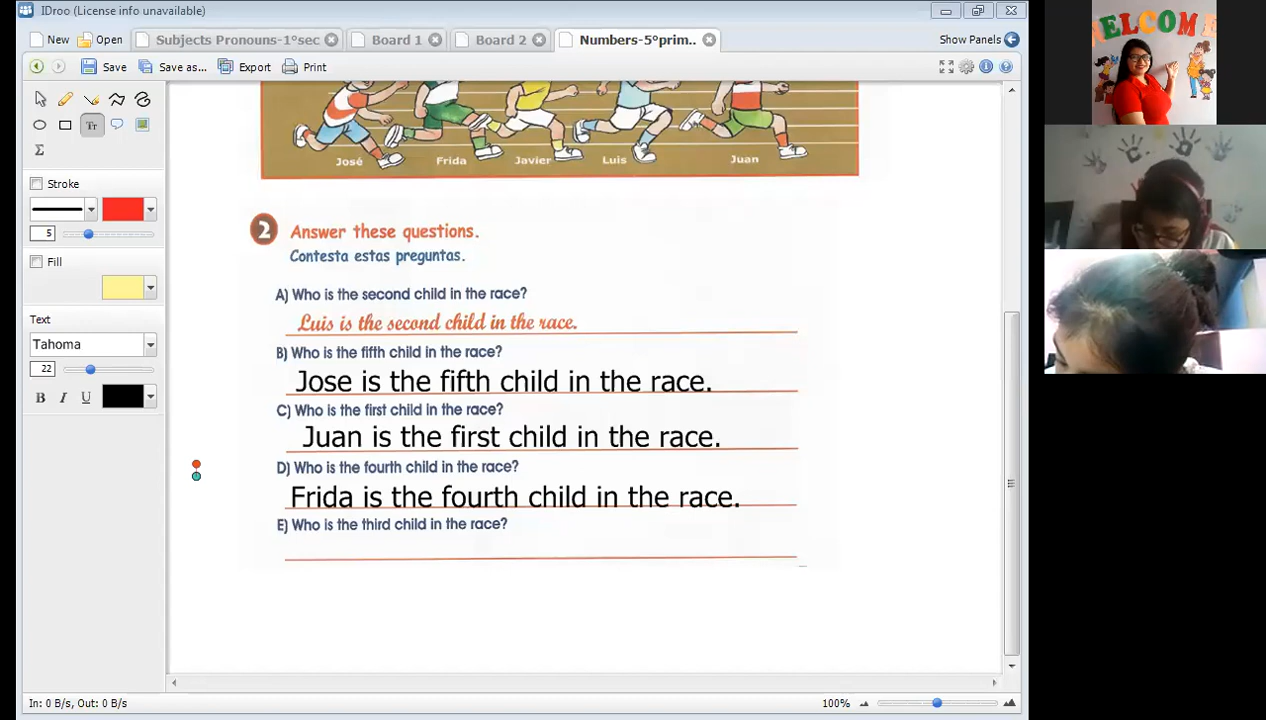 IDroo (License info unavailable)
New Open Subjects Pronouns-1°sec Board 1 Board 2 Numbers-5°prim.. Show Panels
Save Save as... Export Print
Tr
Σ
Stroke
5
Fill
Text
Tahoma
22
B I U
José Frida Javier Luis Juan
2 Answer these questions.
Contesta estas preguntas.
A) Who is the second child in the race?
Luis is the second child in the race.
B) Who is the fifth child in the race?
Jose is the fifth child in the race.
C) Who is the first child in the race?
Juan is the first child in the race.
D) Who is the fourth child in the race?
Frida is the fourth child in the race.
E) Who is the third child in the race?
In: 0 B/s, Out: 0 B/s 100%
WELCOME